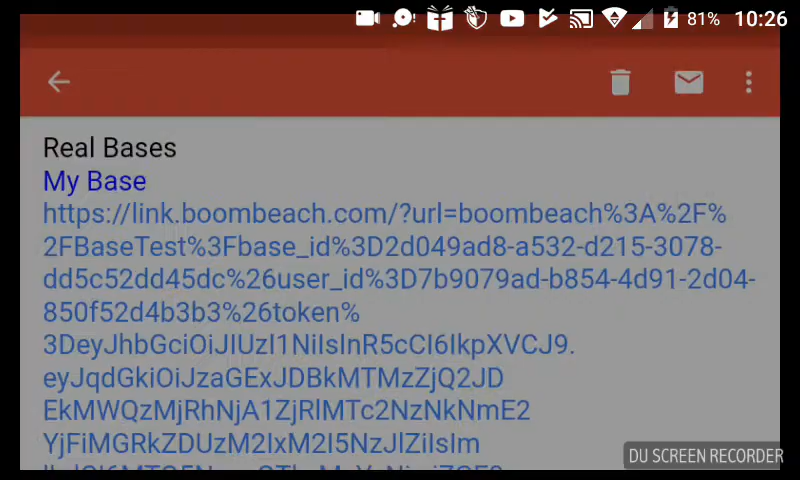 81% 10:26
Real Bases
My Base
https://link.boombeach.com/?url=boombeach%3A%2F%
2FBaseTest%3Fbase_id%3D2d049ad8-a532-d215-3078-
dd5c52dd45dc%26user_id%3D7b9079ad-b854-4d91-2d04-
850f52d4b3b3%26token%
3DeyJhbGciOiJIUzI1NiIsInR5cCI6IkpXVCJ9.
eyJqdGkiOiJzaGExJDBkMTMzZjQ2JD
EkMWQzMjRhNjA1ZjRlMTc2NzNkNmE2
YjFiMGRkZDUzM2IxM2I5NzJlZiIsIm
DU SCREEN RECORDER